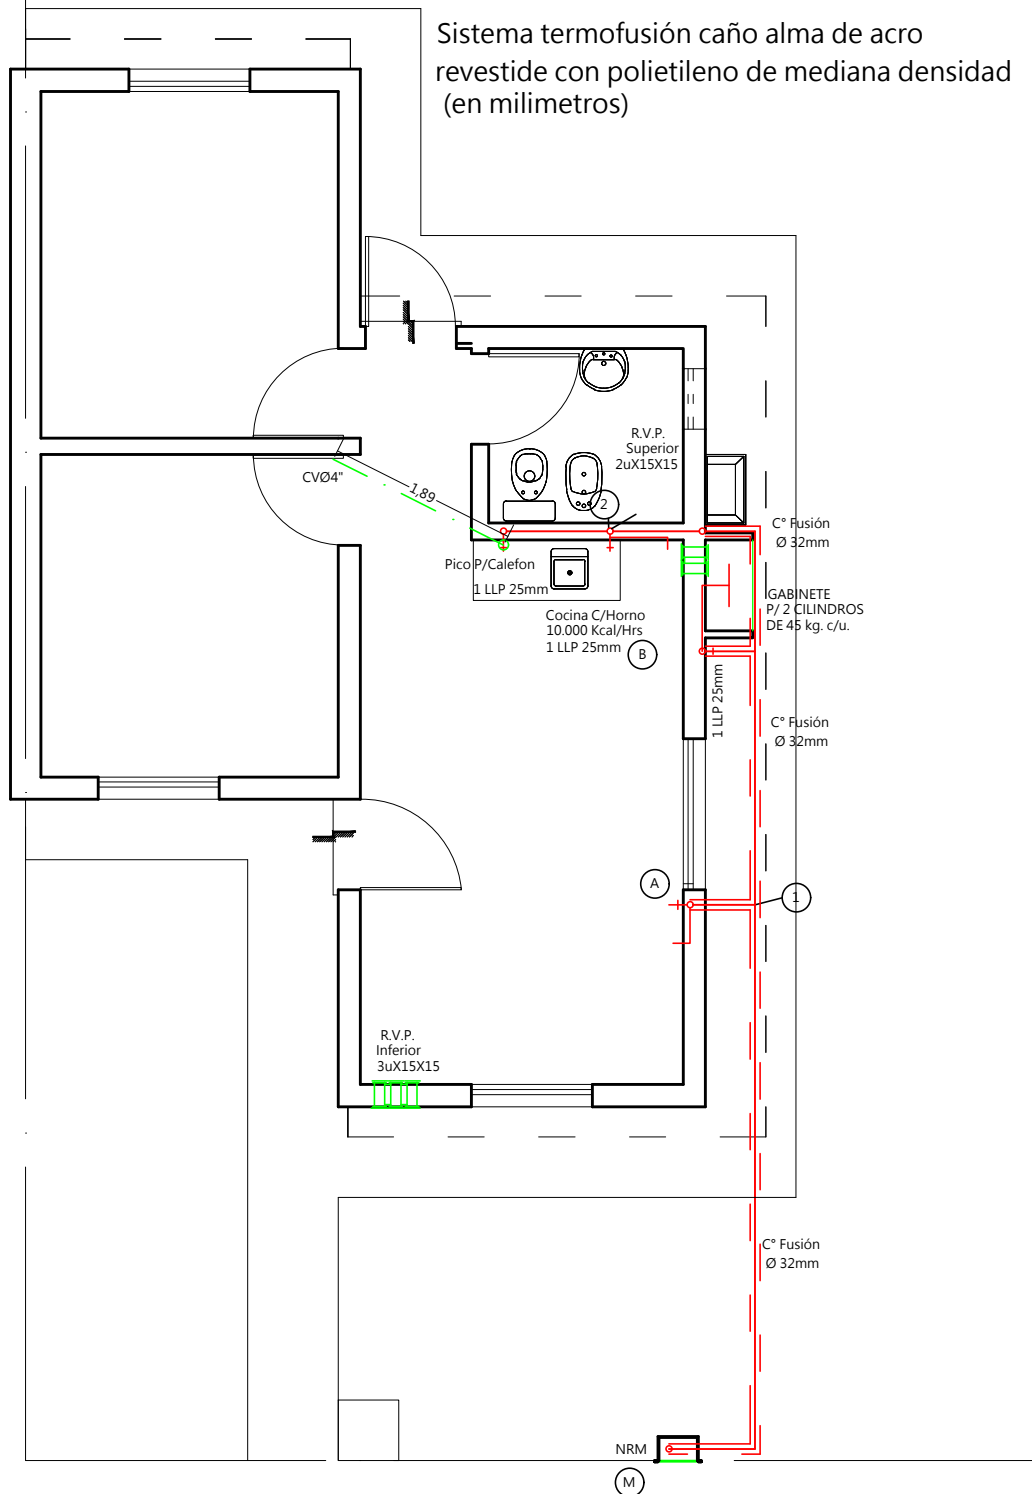 Sistema termofusión caño alma de acro
revestide con polietileno de mediana densidad
(en milimetros)
R.V.P.
Superior
2uX15X15
CVØ4"
1,89
2
C° Fusión
Ø 32mm
Pico P/Calefon
1 LLP 25mm
GABINETE
P/ 2 CILINDROS
DE 45 kg. c/u.
Cocina C/Horno
10.000 Kcal/Hrs
1 LLP 25mm
B
1 LLP 25mm
C° Fusión
Ø 32mm
A
1
R.V.P.
Inferior
3uX15X15
C° Fusión
Ø 32mm
NRM
M